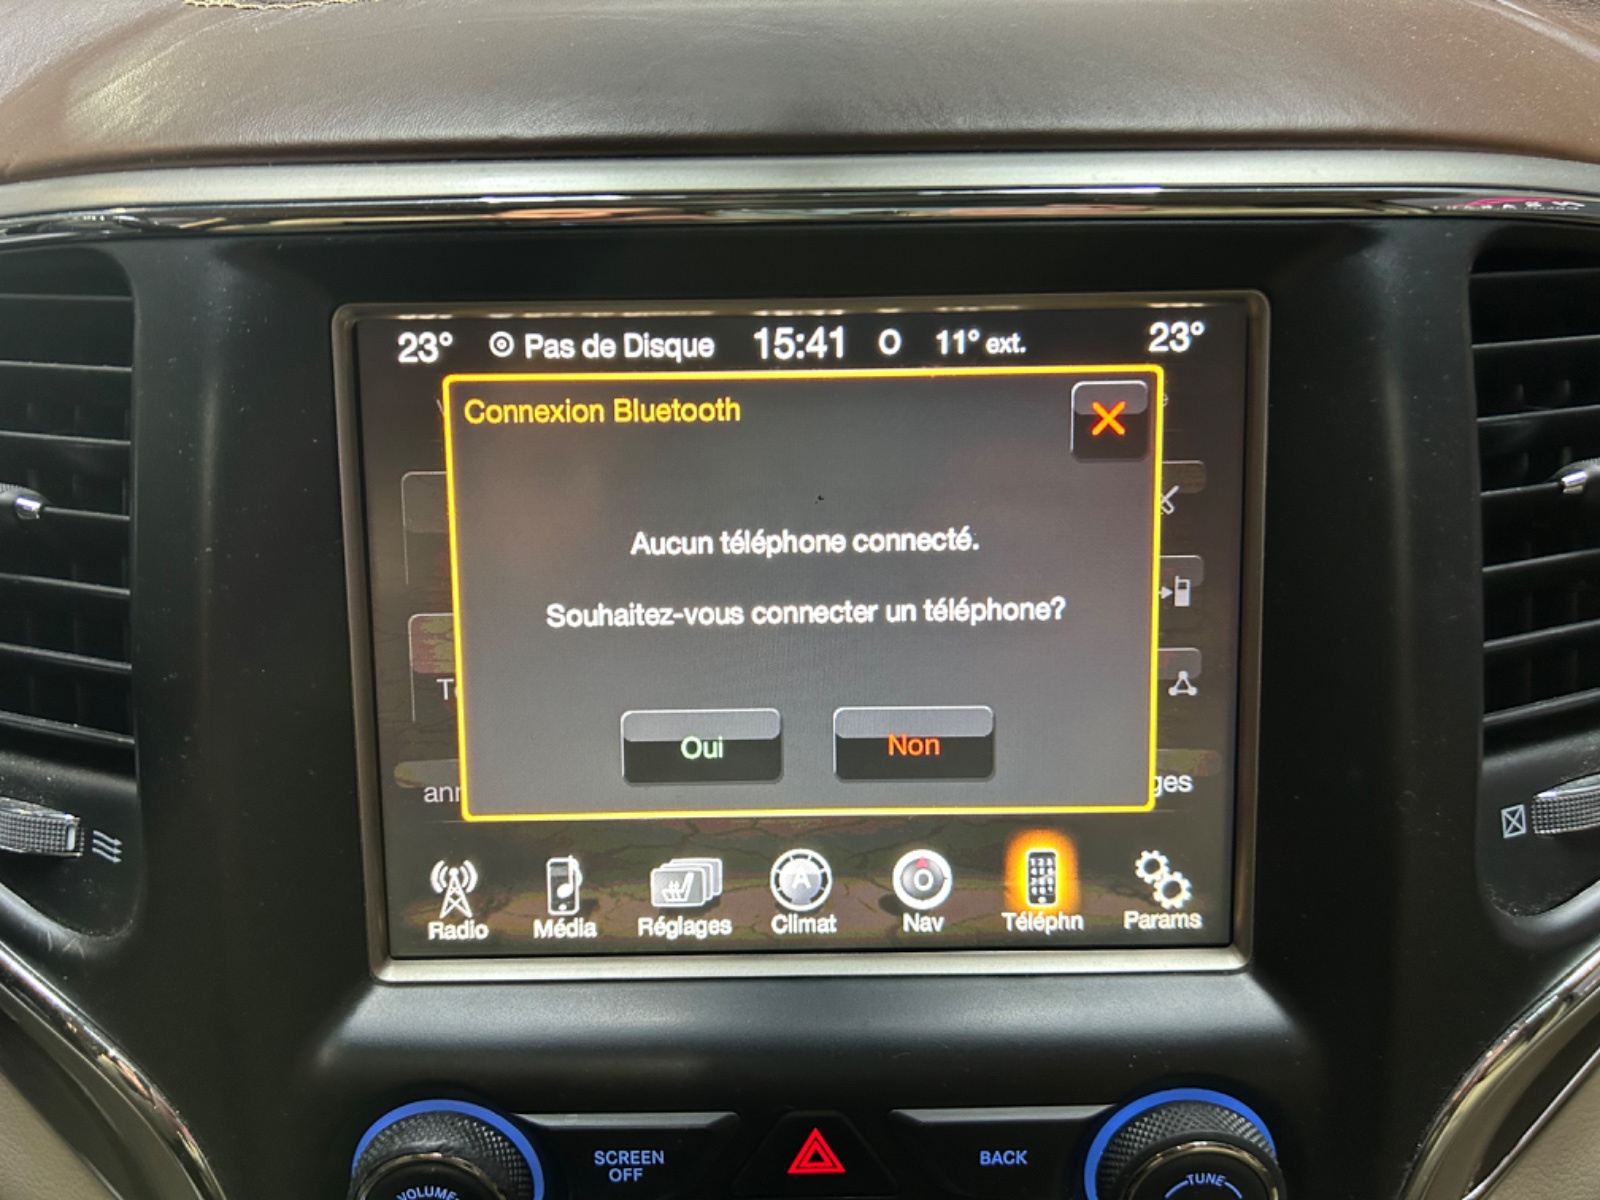 23° Pas de Disque 15:41 O 11° ext. 23°
Connexion Bluetooth
Aucun téléphone connecté.
Souhaitez-vous connecter un téléphone?
Oui Non
Radio Média Réglages Climat Nav Téléphn Params
SCREEN OFF
BACK
VOLUME
TUNE